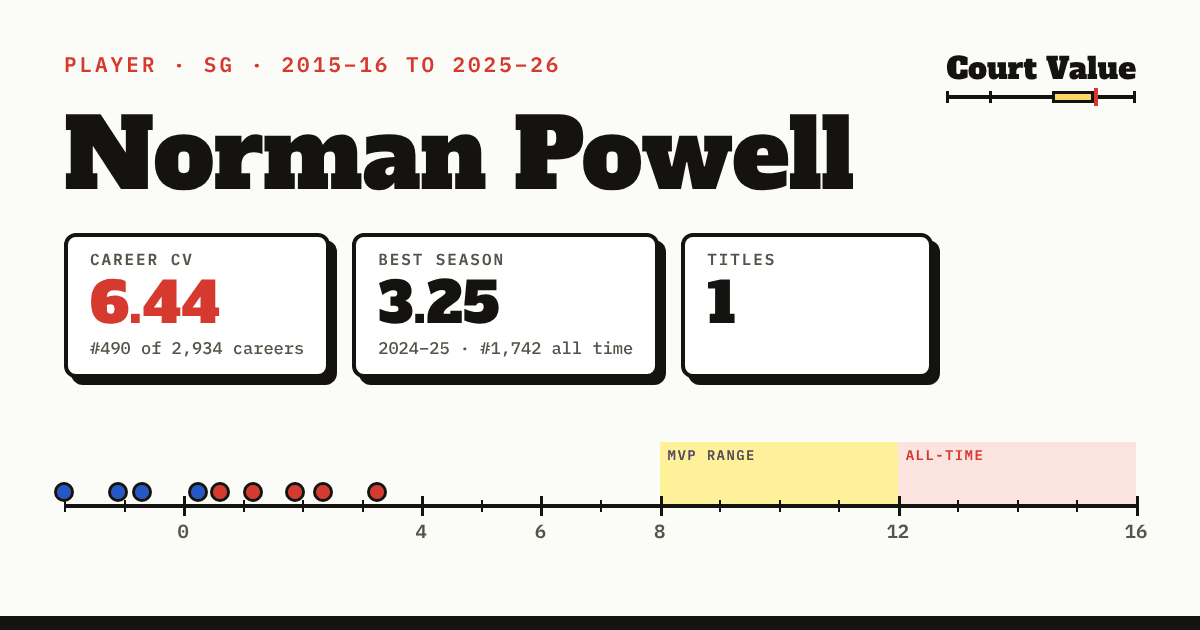 PLAYER · SG · 2015–16 TO 2025–26
Court Value
Norman Powell
CAREER CV
6.44
#490 of 2,934 careers
BEST SEASON
3.25
2024–25 · #1,742 all time
TITLES
1
MVP RANGE
ALL-TIME
0 4 6 8 12 16